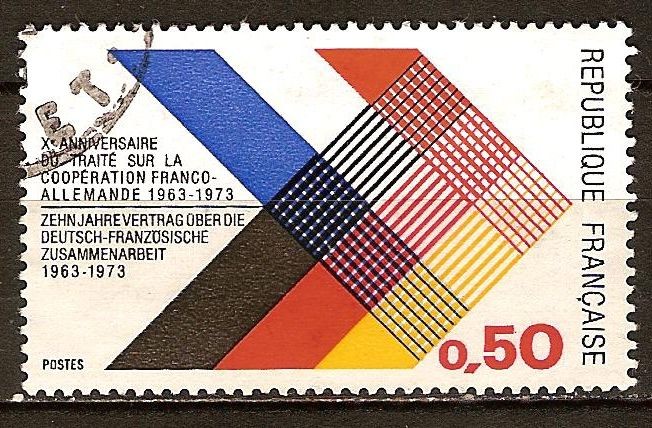 Xe ANNIVERSAIRE
DU TRAITÉ SUR LA
COOPÉRATION FRANCO-
ALLEMANDE 1963-1973
ZEHNJAHREVERTRAG ÜBER DIE
DEUTSCH-FRANZÖSISCHE
ZUSAMMENARBEIT
1963-1973
POSTES
0,50
REPUBLIQUE FRANÇAISE